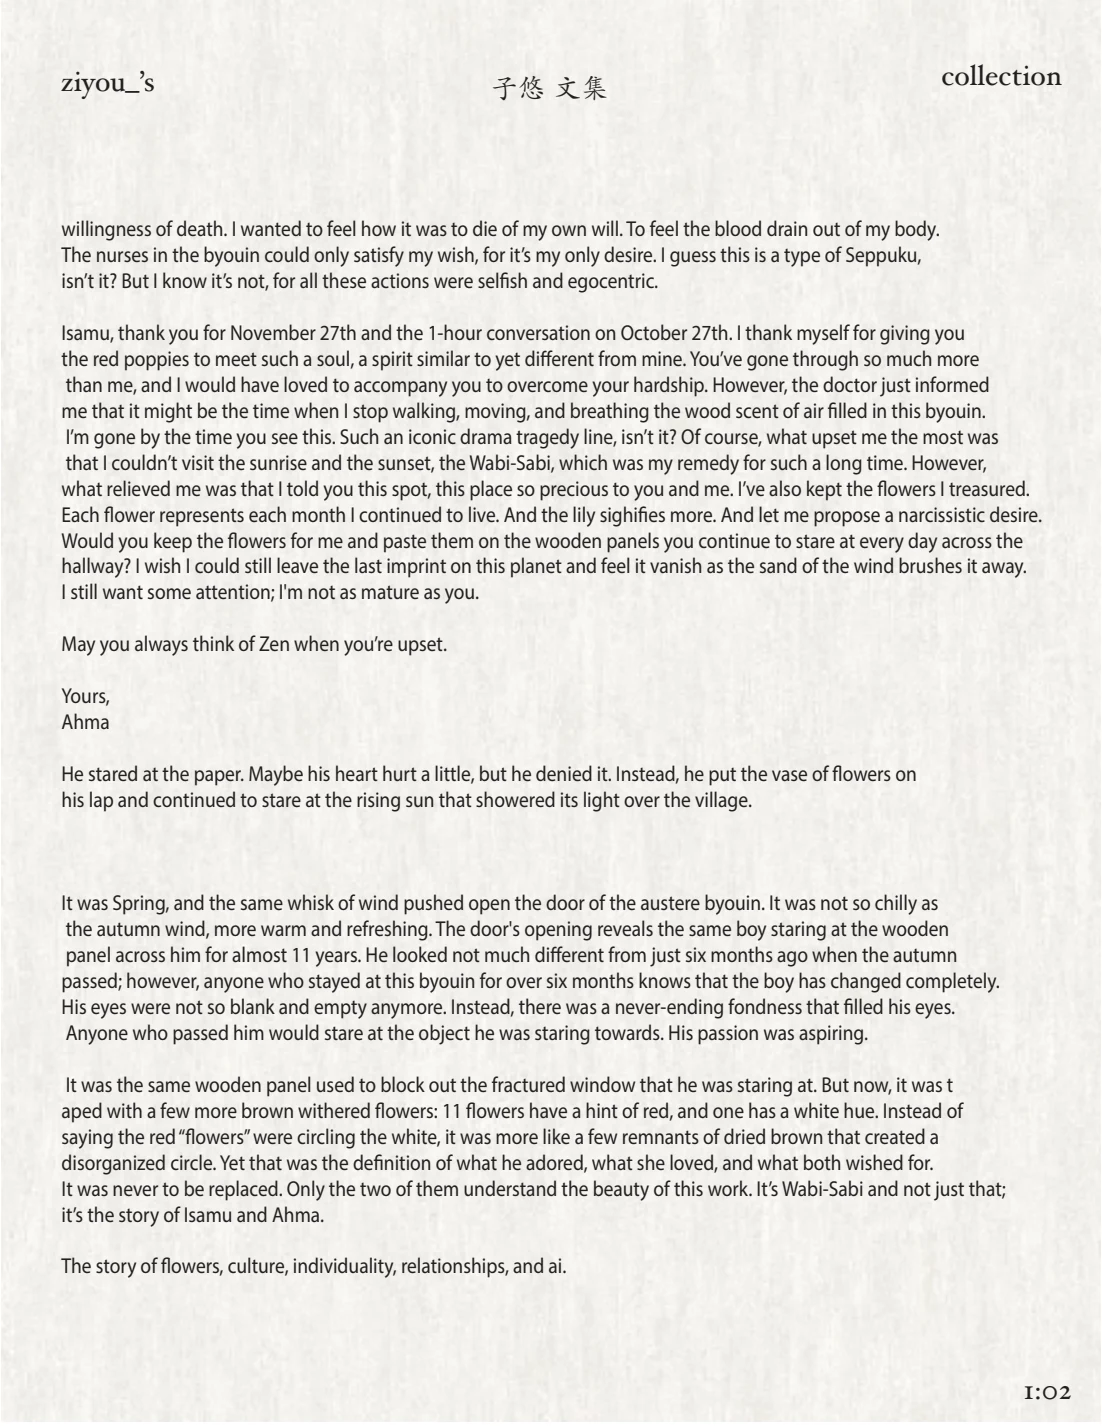 ziyou_’s
子悠 文集
collection
willingness of death. I wanted to feel how it was to die of my own will. To feel the blood drain out of my body.
The nurses in the byouin could only satisfy my wish, for it’s my only desire. I guess this is a type of Seppuku,
isn’t it? But I know it’s not, for all these actions were selfish and egocentric.
Isamu, thank you for November 27th and the 1-hour conversation on October 27th. I thank myself for giving you
the red poppies to meet such a soul, a spirit similar to yet different from mine. You’ve gone through so much more
than me, and I would have loved to accompany you to overcome your hardship. However, the doctor just informed
me that it might be the time when I stop walking, moving, and breathing the wood scent of air filled in this byouin.
I’m gone by the time you see this. Such an iconic drama tragedy line, isn’t it? Of course, what upset me the most was
that I couldn’t visit the sunrise and the sunset, the Wabi-Sabi, which was my remedy for such a long time. However,
what relieved me was that I told you this spot, this place so precious to you and me. I’ve also kept the flowers I treasured.
Each flower represents each month I continued to live. And the lily sighifies more. And let me propose a narcissistic desire.
Would you keep the flowers for me and paste them on the wooden panels you continue to stare at every day across the
hallway? I wish I could still leave the last imprint on this planet and feel it vanish as the sand of the wind brushes it away.
I still want some attention; I'm not as mature as you.
May you always think of Zen when you’re upset.
Yours,
Ahma
He stared at the paper. Maybe his heart hurt a little, but he denied it. Instead, he put the vase of flowers on
his lap and continued to stare at the rising sun that showered its light over the village.
It was Spring, and the same whisk of wind pushed open the door of the austere byouin. It was not so chilly as
the autumn wind, more warm and refreshing. The door's opening reveals the same boy staring at the wooden
panel across him for almost 11 years. He looked not much different from just six months ago when the autumn
passed; however, anyone who stayed at this byouin for over six months knows that the boy has changed completely.
His eyes were not so blank and empty anymore. Instead, there was a never-ending fondness that filled his eyes.
Anyone who passed him would stare at the object he was staring towards. His passion was aspiring.
It was the same wooden panel used to block out the fractured window that he was staring at. But now, it was t
aped with a few more brown withered flowers: 11 flowers have a hint of red, and one has a white hue. Instead of
saying the red “flowers” were circling the white, it was more like a few remnants of dried brown that created a
disorganized circle. Yet that was the definition of what he adored, what she loved, and what both wished for.
It was never to be replaced. Only the two of them understand the beauty of this work. It’s Wabi-Sabi and not just that;
it’s the story of Isamu and Ahma.
The story of flowers, culture, individuality, relationships, and ai.
1:02